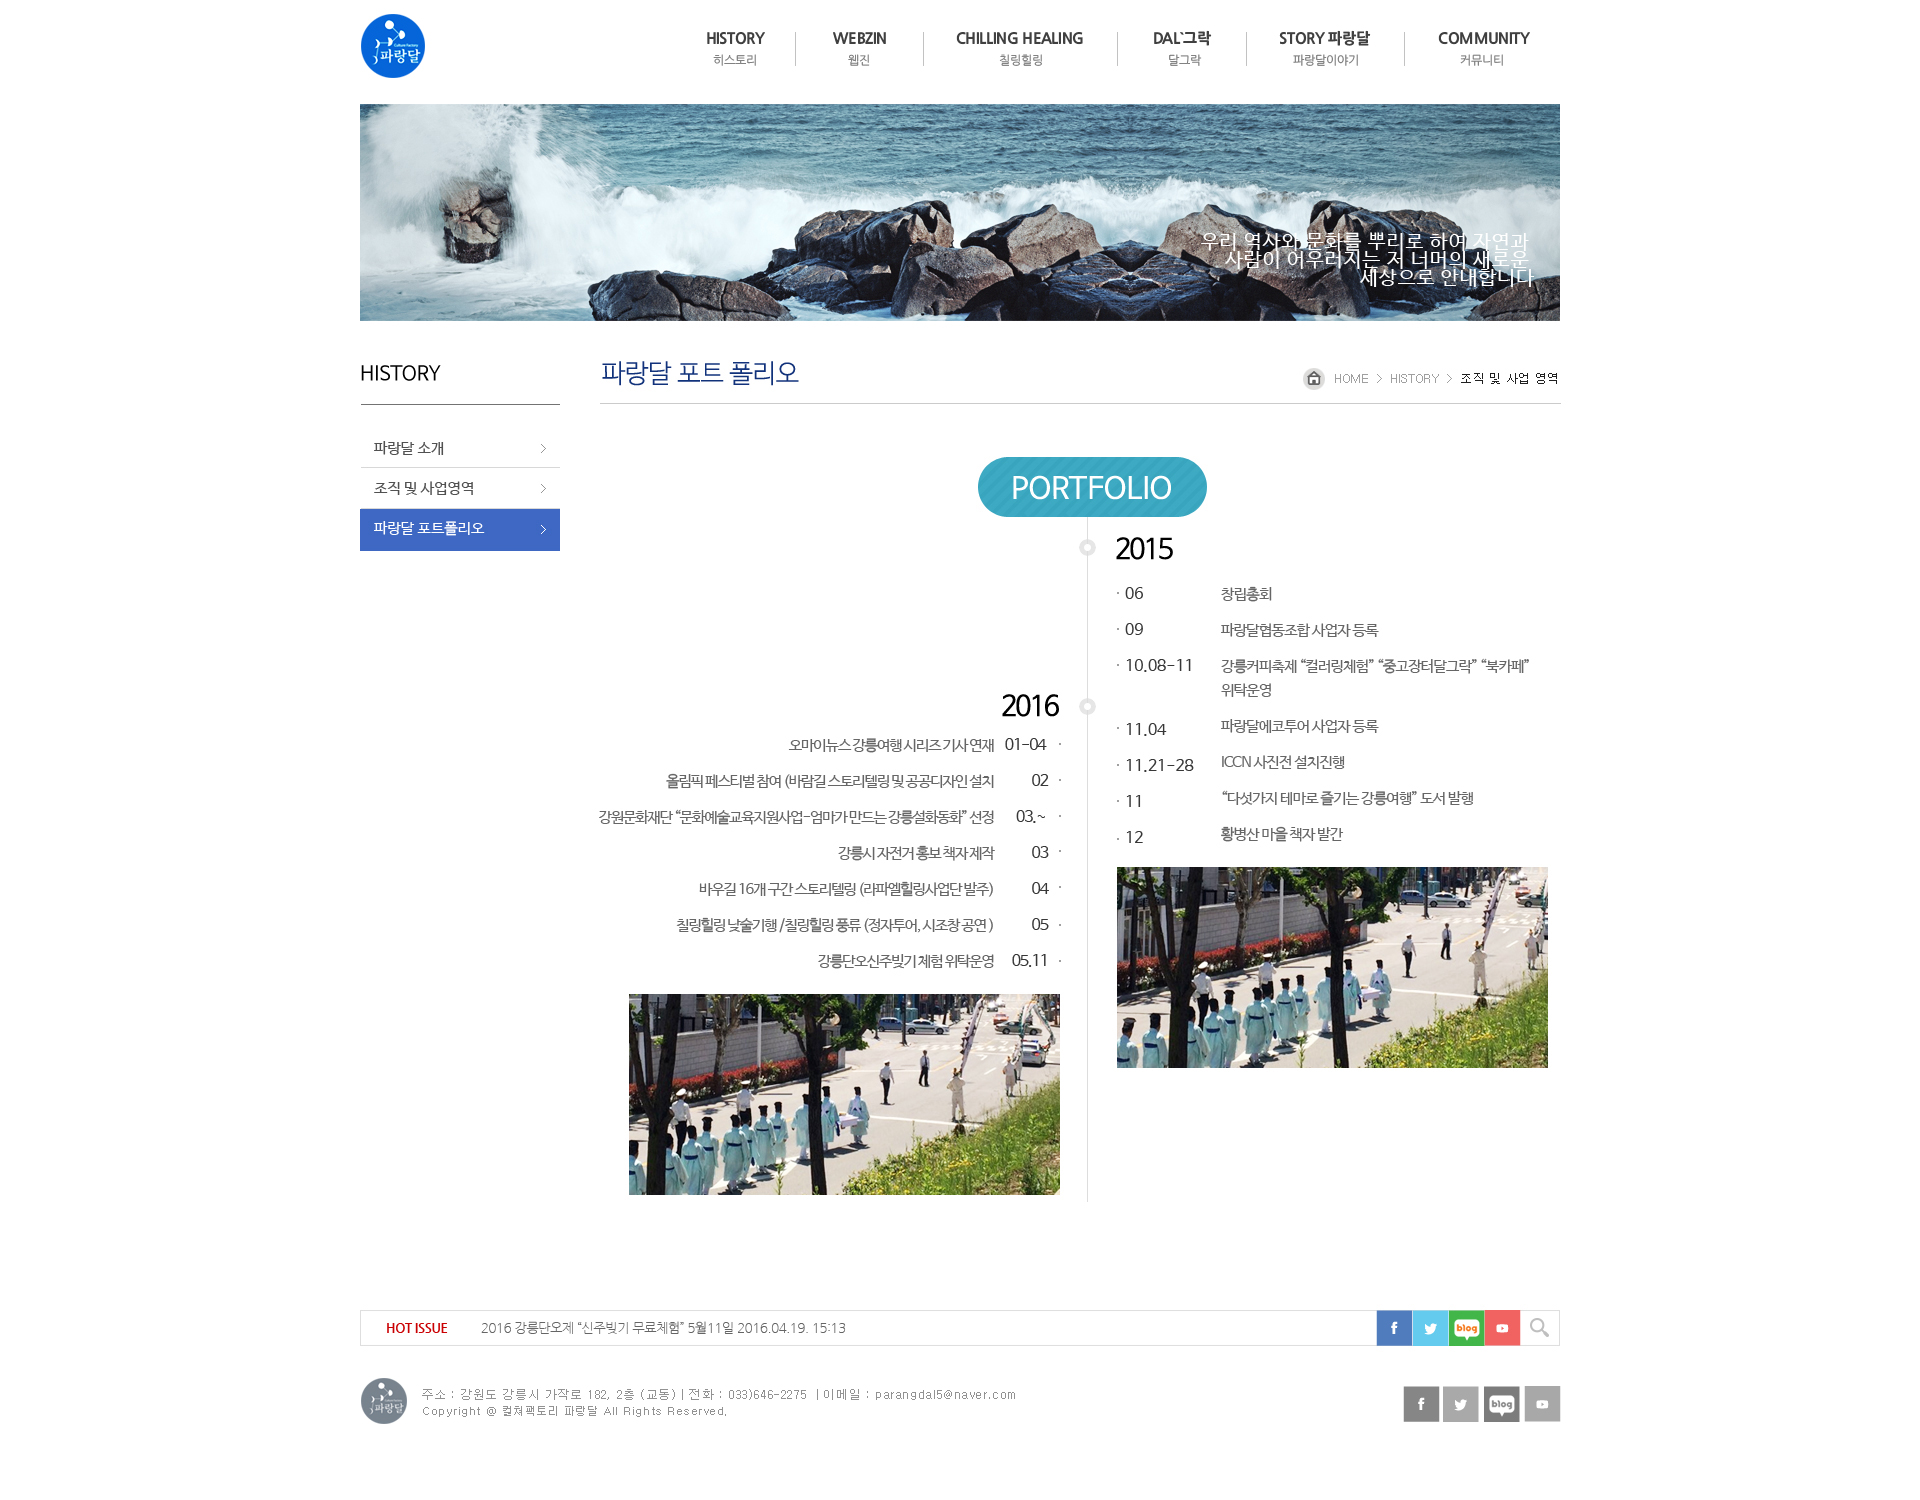 Culture Factory
파랑달
HISTORY
히스토리
WEBZIN
웹진
CHILLING HEALING
칠링힐링
DAL`그락
달그락
STORY 파랑달
파랑달이야기
COMMUNITY
커뮤니티
우리 역사와 문화를 뿌리로 하여 자연과
사람이 어우러지는 저 너머의 새로운
세상으로 안내합니다
HISTORY
파랑달 소개
조직 및 사업영역
파랑달 포트폴리오
파랑달 포트 폴리오
HOME > HISTORY > 조직 및 사업 영역
PORTFOLIO
2015
· 06 창립총회
· 09 파랑달협동조합 사업자 등록
· 10.08-11 강릉커피축제 “컬러링체험” “중고장터달그락” “북카페”
위탁운영
· 11.04 파랑달에코투어 사업자 등록
· 11.21-28 ICCN 사진전 설치진행
· 11 “다섯가지 테마로 즐기는 강릉여행” 도서 발행
· 12 황병산 마을 책자 발간
2016
오마이뉴스 강릉여행 시리즈 기사 연재 01-04 ·
올림픽 페스티벌 참여 (바람길 스토리텔링 및 공공디자인 설치 02 ·
강원문화재단 “문화예술교육지원사업-엄마가 만드는 강릉설화동화” 선정 03.~ ·
강릉시 자전거 홍보 책자 제작 03 ·
바우길 16개 구간 스토리텔링 (라파엘힐링사업단 발주) 04 ·
칠링힐링 낮술기행 /칠링힐링 풍류 (정자투어, 시조창 공연 ) 05 ·
강릉단오신주빚기 체험 위탁운영 05.11 ·
HOT ISSUE 2016 강릉단오제 “신주빚기 무료체험” 5월11일 2016.04.19. 15:13
blog
파랑달
주소 : 강원도 강릉시 가작로 182, 2층 (교동) | 전화 : 033)646-2275 | 이메일 : parangdal5@naver.com
Copyright @ 컬쳐팩토리 파랑달 All Rights Reserved.
blog